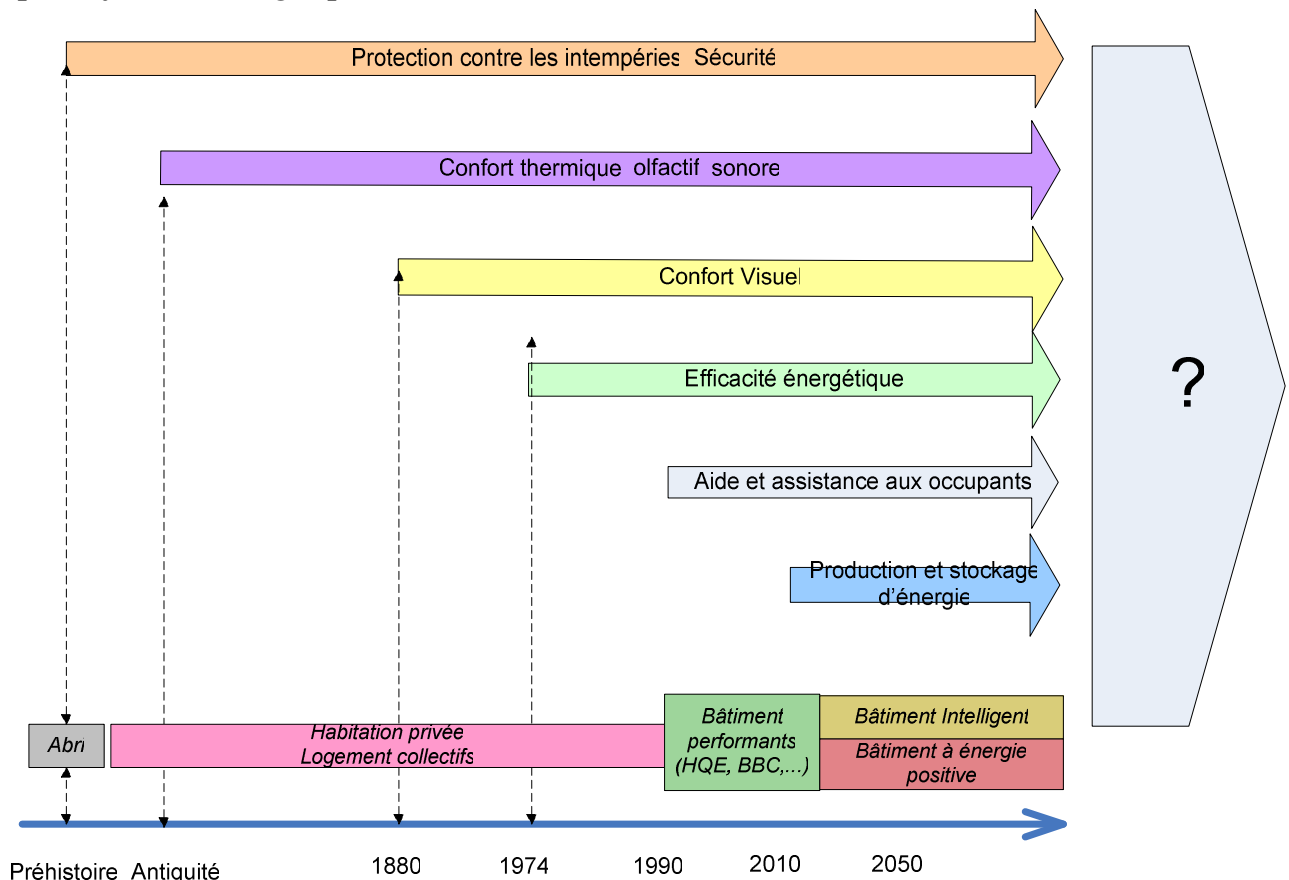 Protection contre les intempéries Sécurité
Confort thermique olfactif sonore
Confort Visuel
Efficacité énergétique
?
Aide et assistance aux occupants
Production et stockage
d'énergie
Abri
Habitation privée
Logement collectifs
Bâtiment
performants
(HQE, BBC,...)
Bâtiment Intelligent
Bâtiment à énergie
positive
Préhistoire Antiquité 1880 1974 1990 2010 2050